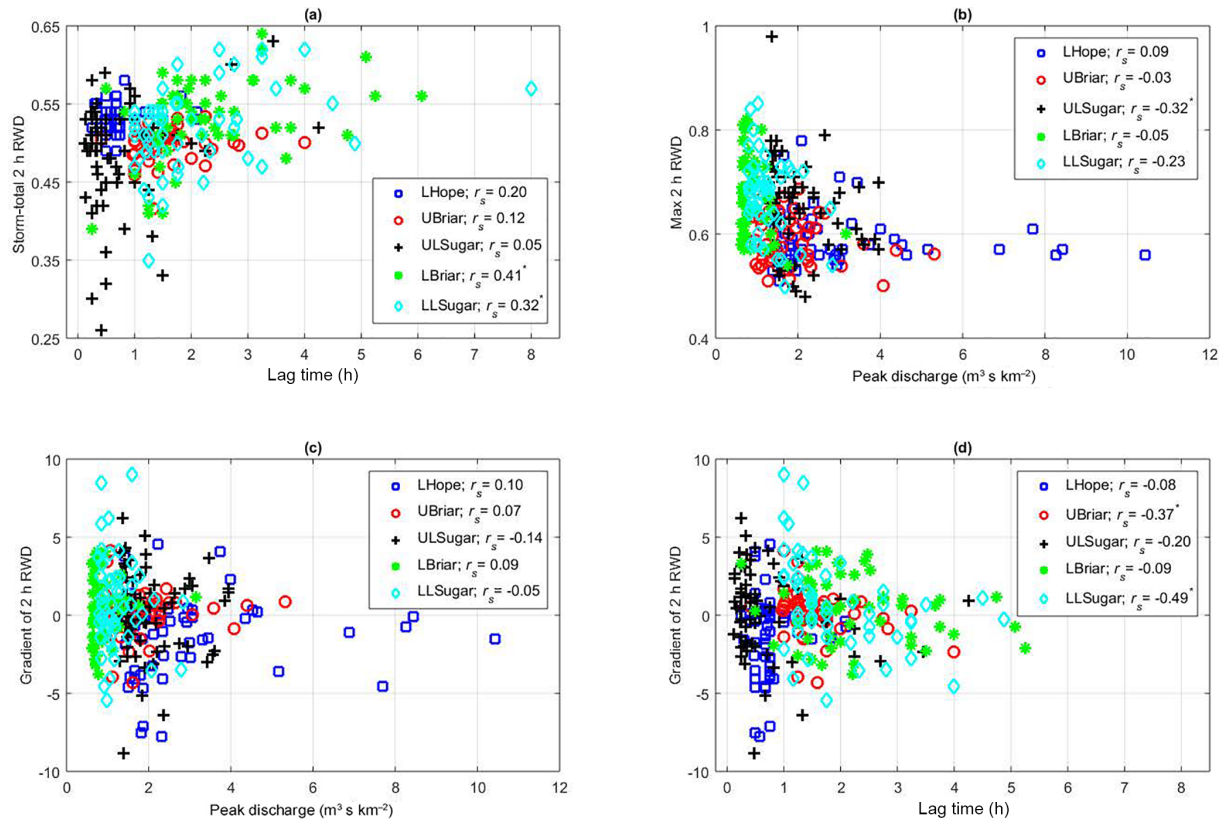 (a)
Storm-total 2 h RWD
0.65
0.55
0.45
0.35
0.25
LHope; rs = 0.20
UBriar; rs = 0.12
ULSugar; rs = 0.05
LBriar; rs = 0.41*
LLSugar; rs = 0.32*
0 1 2 3 4 5 6 7 8
Lag time (h)
(b)
Max 2 h RWD
1
0.8
0.6
0.4
LHope; rs = 0.09
UBriar; rs = -0.03
ULSugar; rs = -0.32*
LBriar; rs = -0.05
LLSugar; rs = -0.23
0 2 4 6 8 10 12
Peak discharge (m³ s km⁻²)
(c)
Gradient of 2 h RWD
10
5
0
-5
-10
LHope; rs = 0.10
UBriar; rs = 0.07
ULSugar; rs = -0.14
LBriar; rs = 0.09
LLSugar; rs = -0.05
0 2 4 6 8 10 12
Peak discharge (m³ s km⁻²)
(d)
Gradient of 2 h RWD
10
5
0
-5
-10
LHope; rs = -0.08
UBriar; rs = -0.37*
ULSugar; rs = -0.20
LBriar; rs = -0.09
LLSugar; rs = -0.49*
0 1 2 3 4 5 6 7 8
Lag time (h)